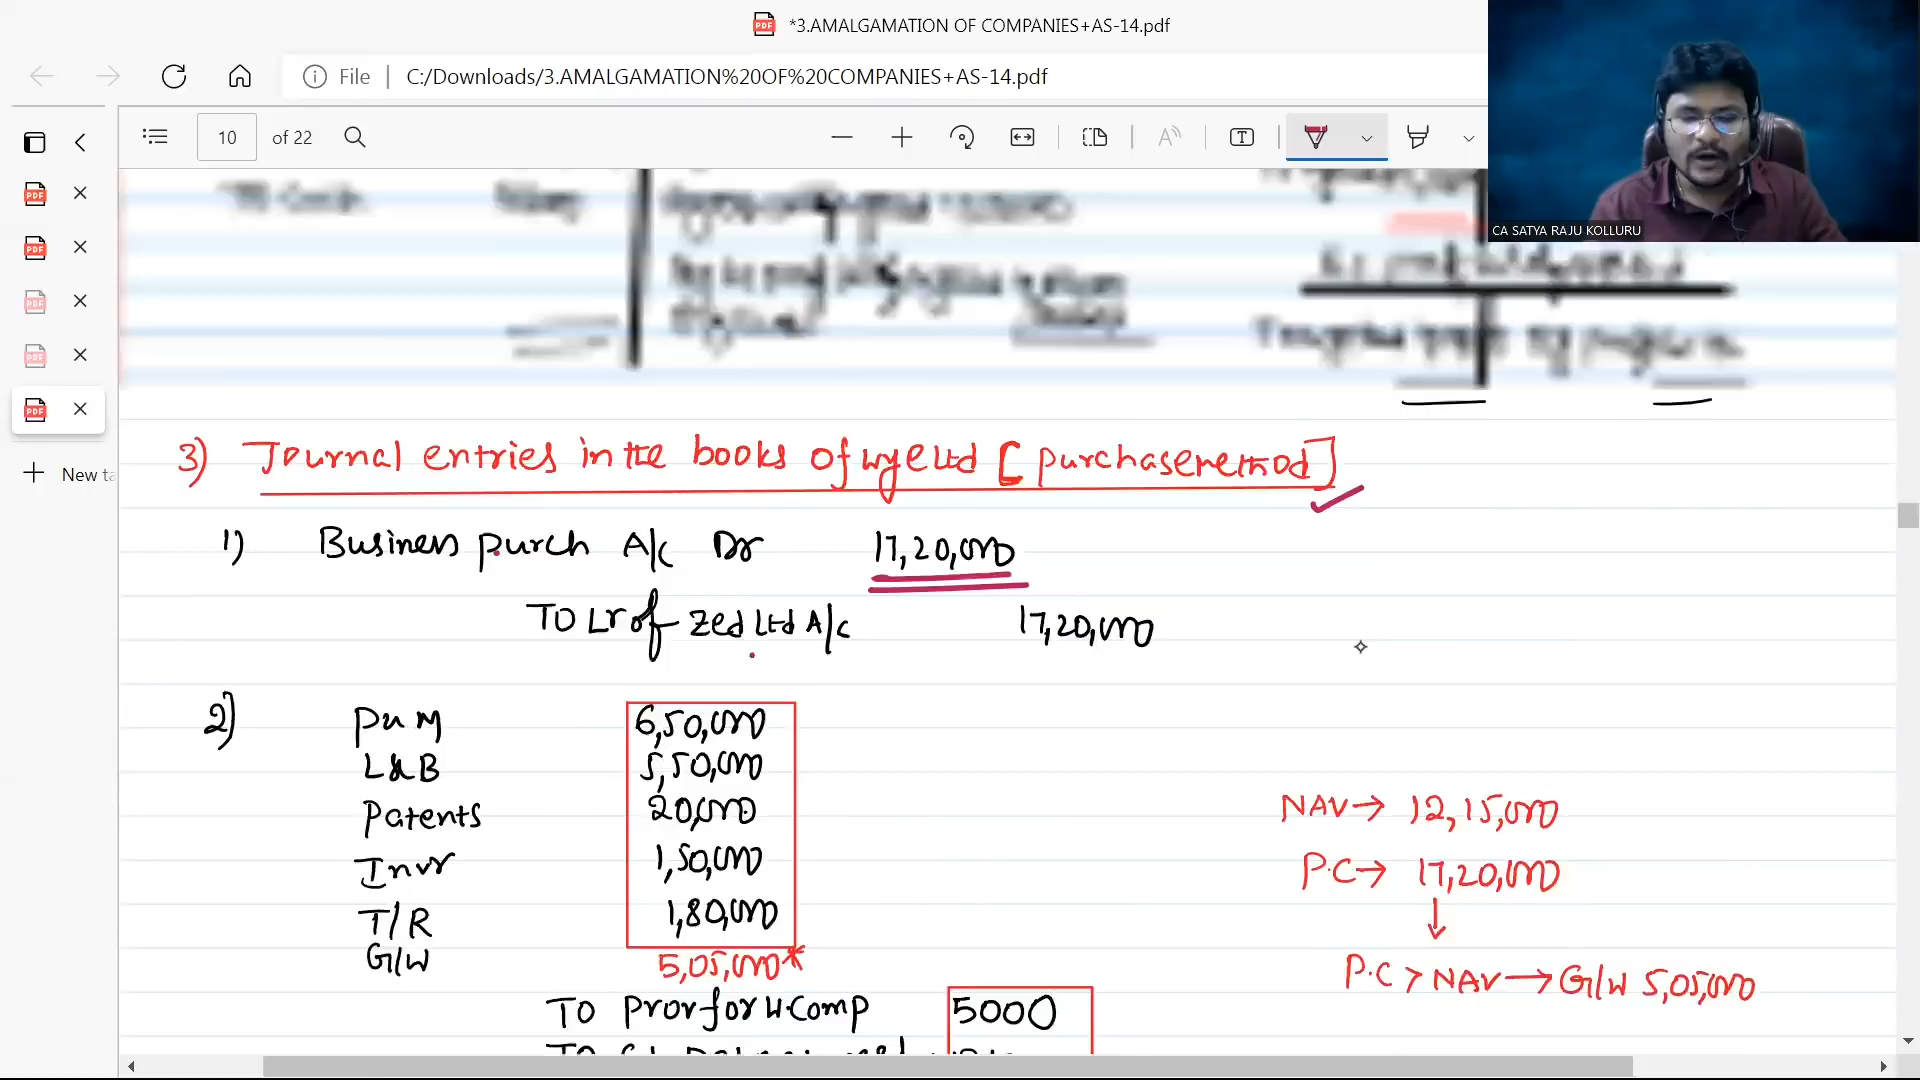 *3.AMALGAMATION OF COMPANIES+AS-14.pdf
File | C:/Downloads/3.AMALGAMATION%20OF%20COMPANIES+AS-14.pdf
10 of 22
CA SATYA RAJU KOLLURU
New ta
3) Journal entries in the books of wye Ltd [purchase method]
1) Business purch A/c Dr 17,20,000
TO Lr of Zed Ltd A/c 17,20,000
2) P&M 6,50,000
L&B 5,50,000
Patents 20,000
NAV → 12,15,000
Invr 1,50,000
P.C → 17,20,000
T/R 1,80,000
G/W 5,05,000*
P.C > NAV → G/W 5,05,000
TO Prov for W.Comp 5000